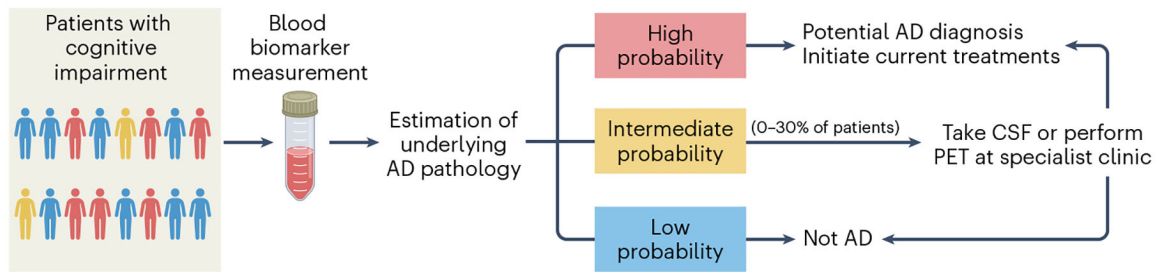 Patients with
cognitive
impairment
Blood
biomarker
measurement
Estimation of
underlying
AD pathology
High
probability
Potential AD diagnosis
Initiate current treatments
Intermediate
probability
(0–30% of patients)
Take CSF or perform
PET at specialist clinic
Low
probability
Not AD